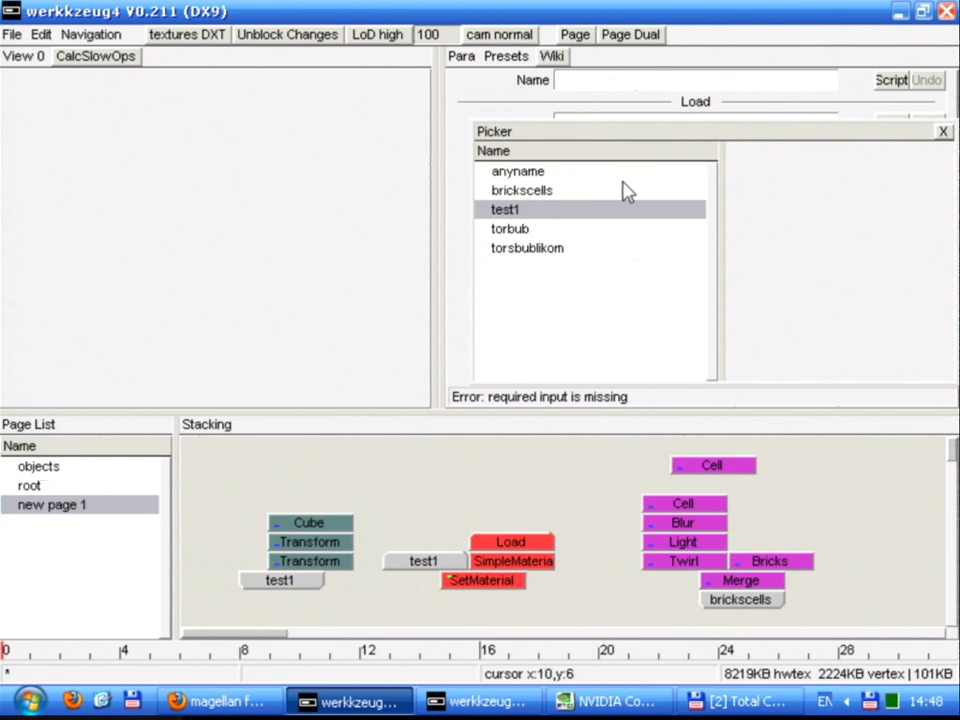 werkkzeug4 V0.211 (DX9)
File Edit Navigation textures DXT Unblock Changes LoD high 100 cam normal Page Page Dual
View 0 CalcSlowOps Para Presets Wiki
Name Script Undo
Load
Picker X
Name
anyname
brickscells
test1
torbub
torsbublikom
Error: required input is missing
Page List Stacking
Name
objects
root
new page 1
Cell
Cell
Cube Blur
Transform Load Light
Transform test1 SimpleMateria Twirl Bricks
test1 SetMaterial Merge
brickscells
0 4 8 12 16 20 24 28
* cursor x:10,y:6 8219KB hwtex 2224KB vertex | 101KB
magellan f... werkkzeug... werkkzeug... NVIDIA Co... [2] Total C... EN 14:48